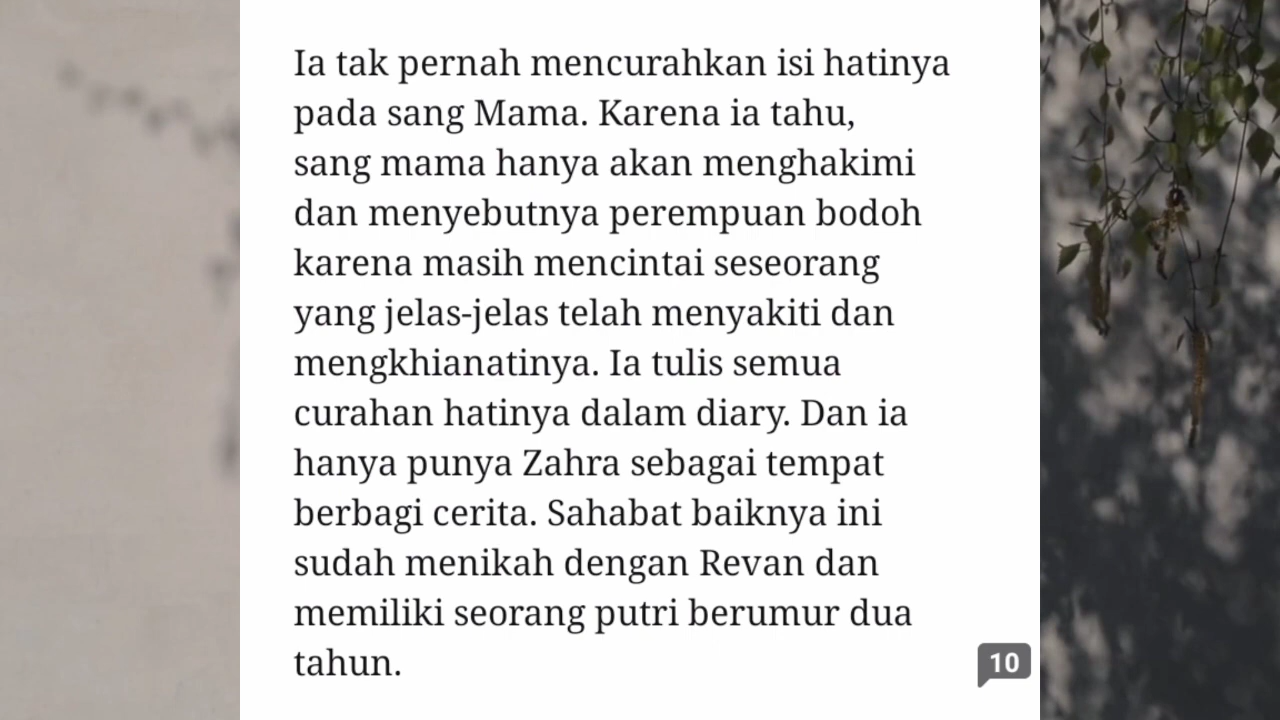 Ia tak pernah mencurahkan isi hatinya
pada sang Mama. Karena ia tahu,
sang mama hanya akan menghakimi
dan menyebutnya perempuan bodoh
karena masih mencintai seseorang
yang jelas-jelas telah menyakiti dan
mengkhianatinya. Ia tulis semua
curahan hatinya dalam diary. Dan ia
hanya punya Zahra sebagai tempat
berbagi cerita. Sahabat baiknya ini
sudah menikah dengan Revan dan
memiliki seorang putri berumur dua
tahun.
10